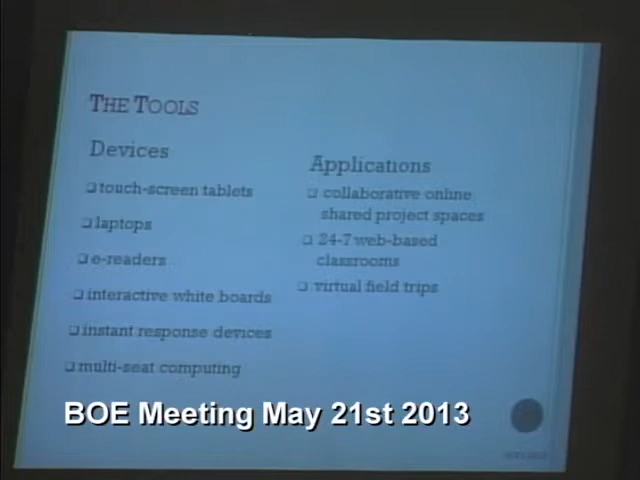 THE TOOLS
Devices
❑touch-screen tablets
❑laptops
❑e-readers
❑interactive white boards
❑instant response devices
❑multi-seat computing
Applications
❑ collaborative online
shared project spaces
❑ 24-7 web-based
classrooms
❑ virtual field trips
BOE Meeting May 21st 2013